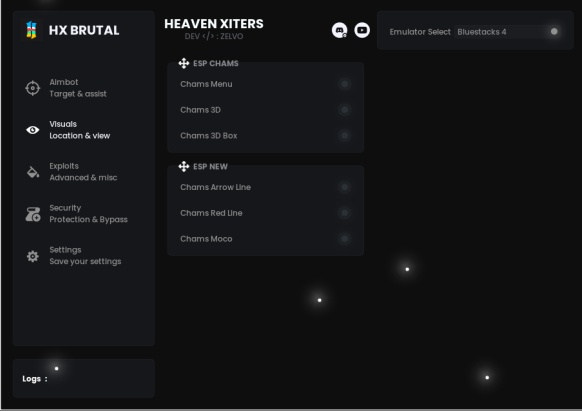 HX BRUTAL
Aimbot
Target & assist
Visuals
Location & view
Exploits
Advanced & misc
Security
Protection & Bypass
Settings
Save your settings
Logs :
HEAVEN XITERS
DEV </> : ZELVO
ESP CHAMS
Chams Menu
Chams 3D
Chams 3D Box
ESP NEW
Chams Arrow Line
Chams Red Line
Chams Moco
Emulator Select Bluestacks 4